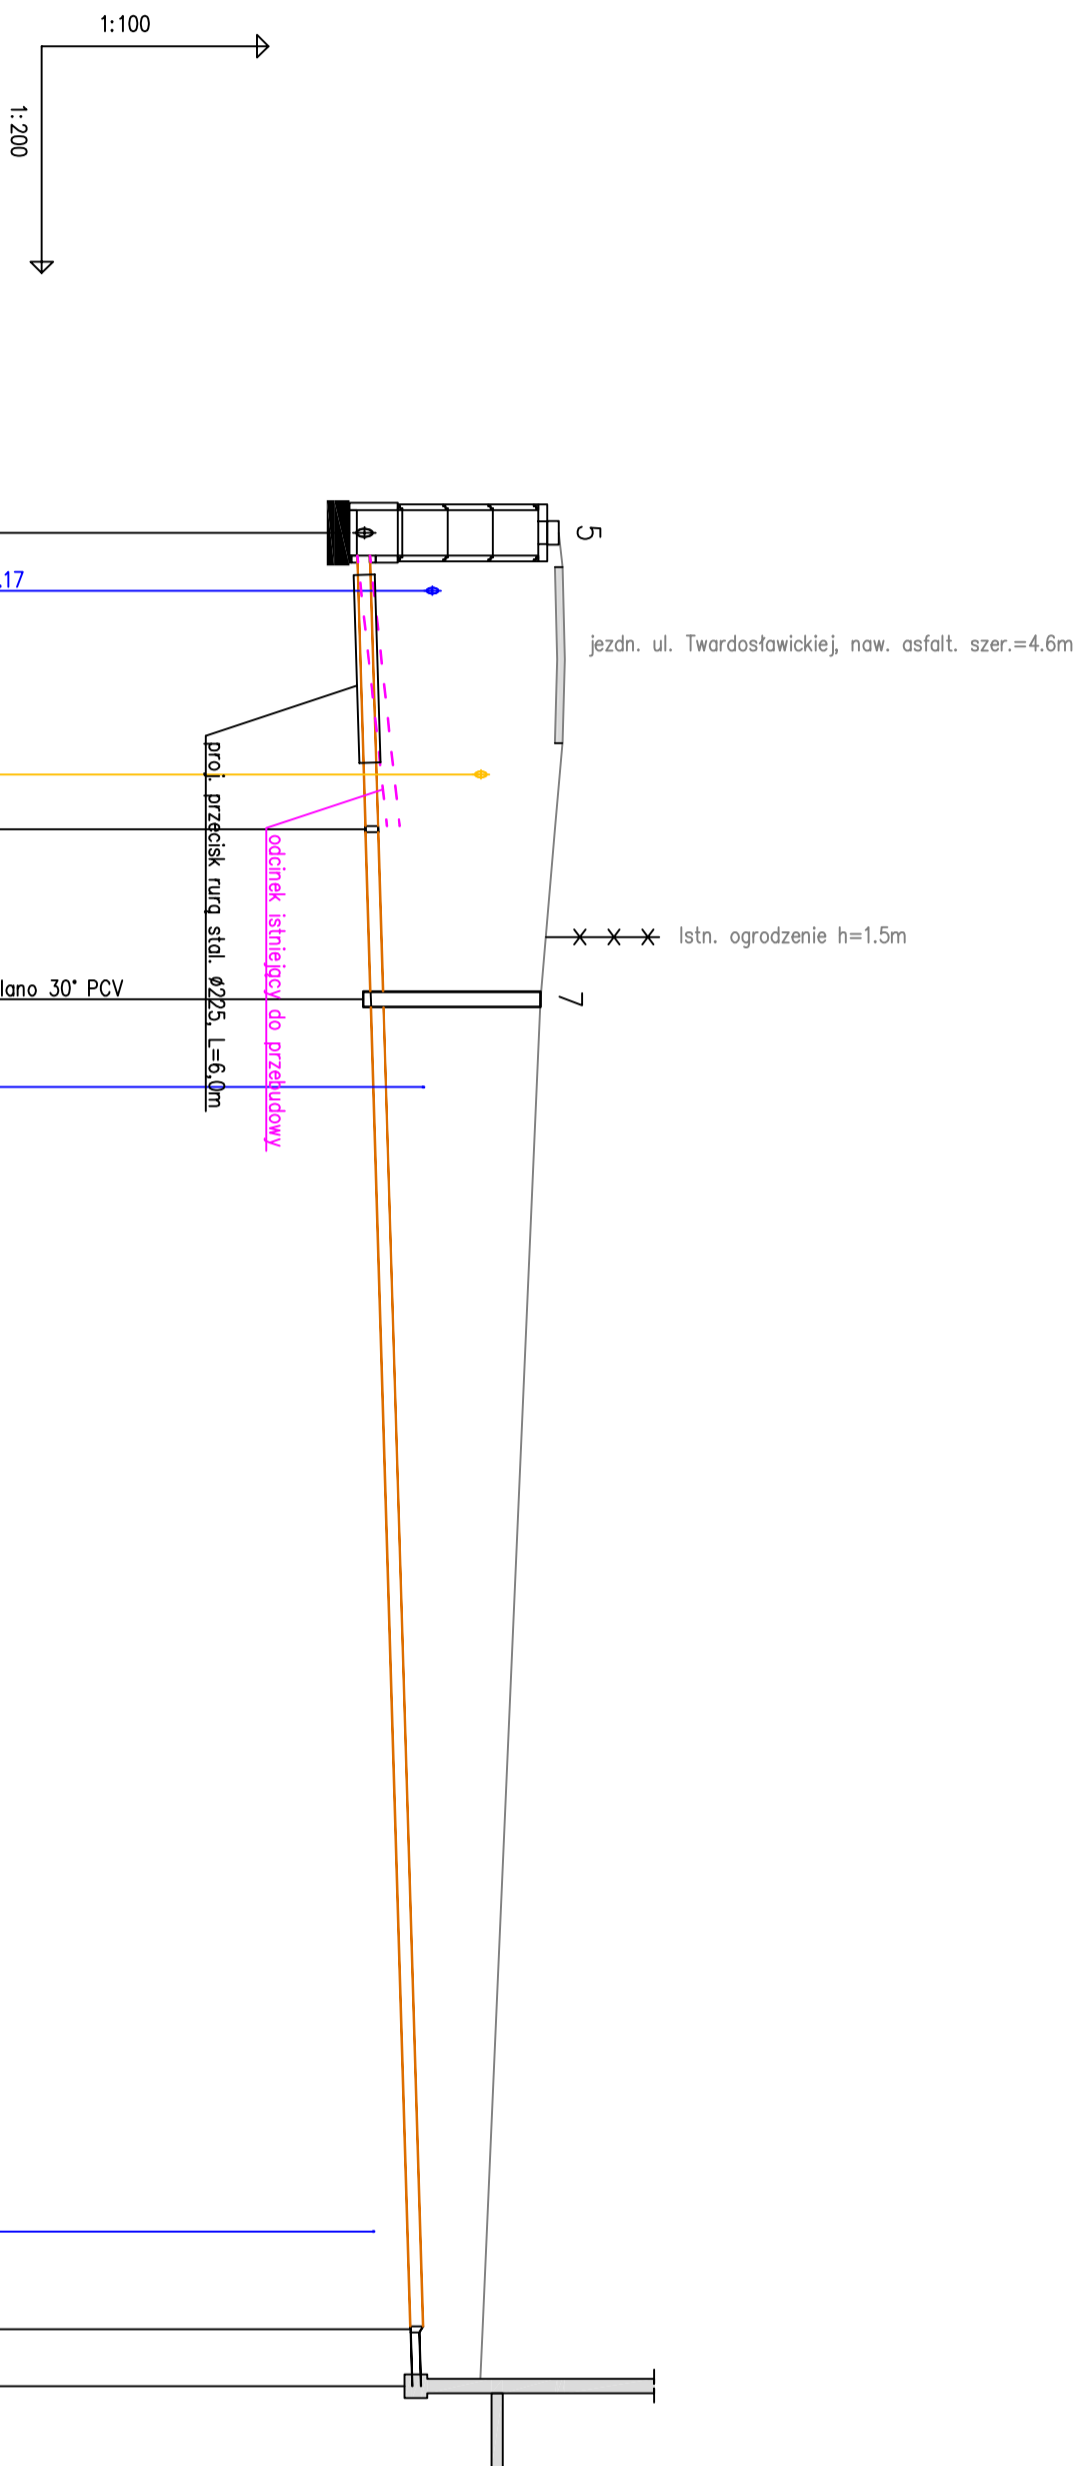 1:100
1:200
5
.17
jezdn. ul. Twardosławickiej, naw. asfalt. szer.=4.6m
proj. przecisk rurą stal. Ø225, L=6,0m
odcinek istniejący do przebudowy
Istn. ogrodzenie h=1.5m
lano 30° PCV
7